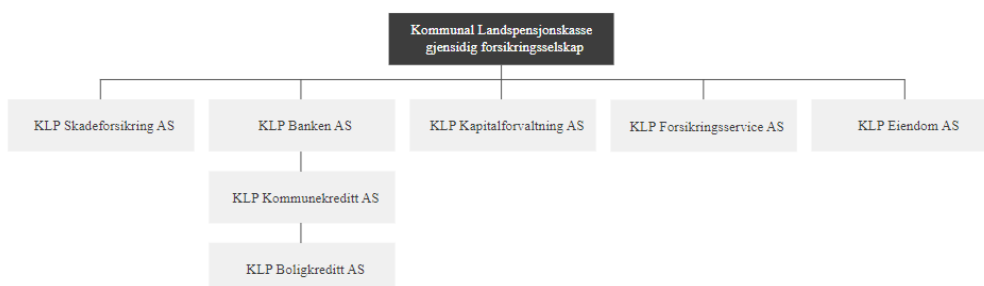 Kommunal Landspensjonskasse
gjensidig forsikringsselskap
KLP Skadeforsikring AS
KLP Banken AS
KLP Kapitalforvaltning AS
KLP Forsikringsservice AS
KLP Eiendom AS
KLP Kommunekreditt AS
KLP Boligkreditt AS